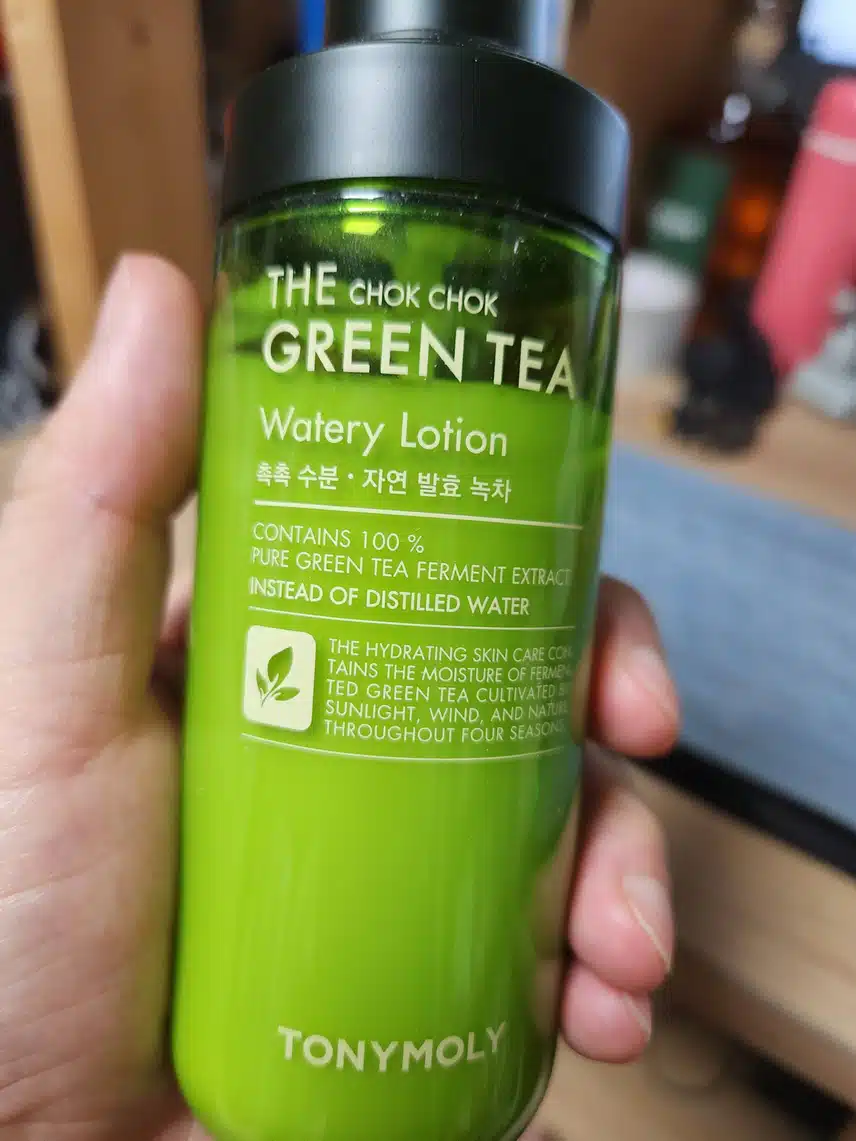 THE CHOK CHOK
GREEN TEA
Watery Lotion
촉촉 수분 · 자연 발효 녹차
CONTAINS 100 %
PURE GREEN TEA FERMENT EXTRACT
INSTEAD OF DISTILLED WATER
THE HYDRATING SKIN CARE CON
TAINS THE MOISTURE OF FERMEN
TED GREEN TEA CULTIVATED
SUNLIGHT, WIND, AND NATURE
THROUGHOUT FOUR SEASONS
TONYMOLY